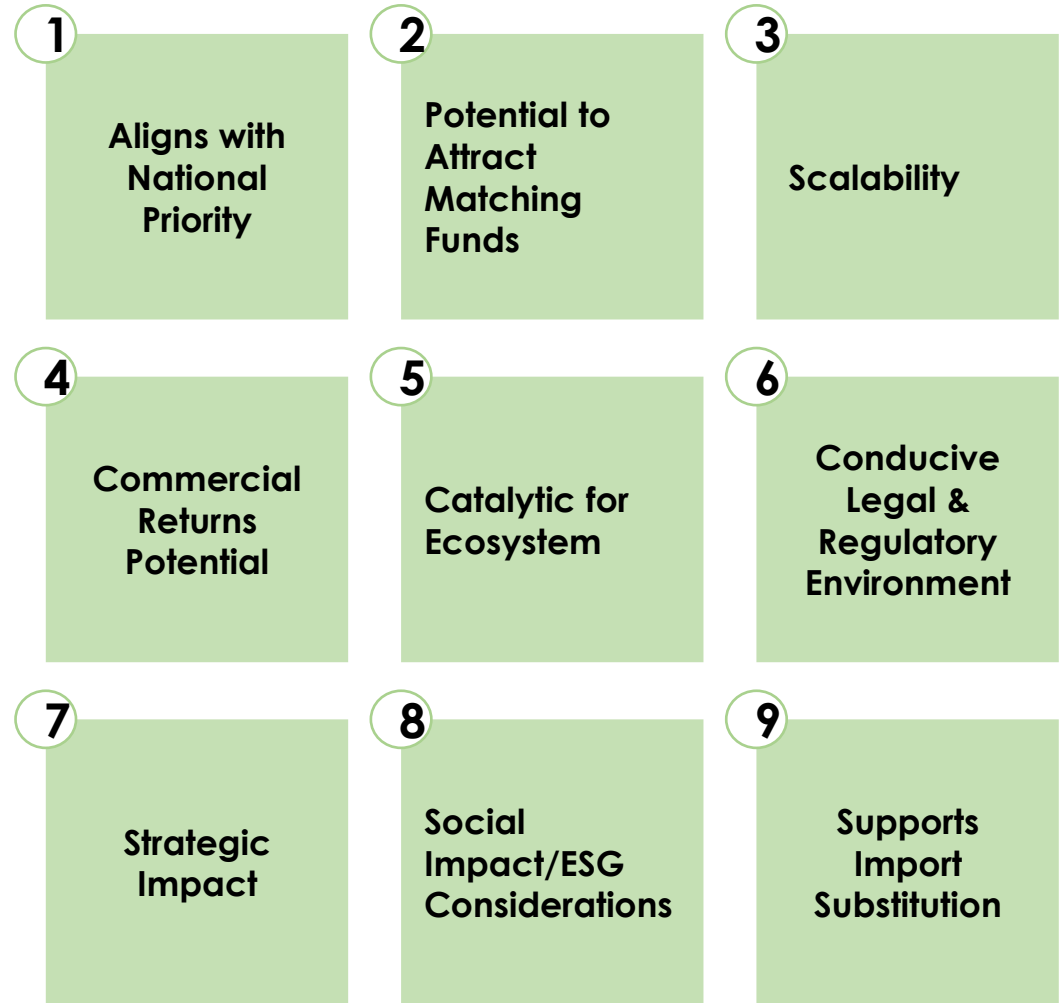 1
Aligns with
National
Priority
2
Potential to
Attract
Matching
Funds
3
Scalability
4
Commercial
Returns
Potential
5
Catalytic for
Ecosystem
6
Conducive
Legal &
Regulatory
Environment
7
Strategic
Impact
8
Social
Impact/ESG
Considerations
9
Supports
Import
Substitution